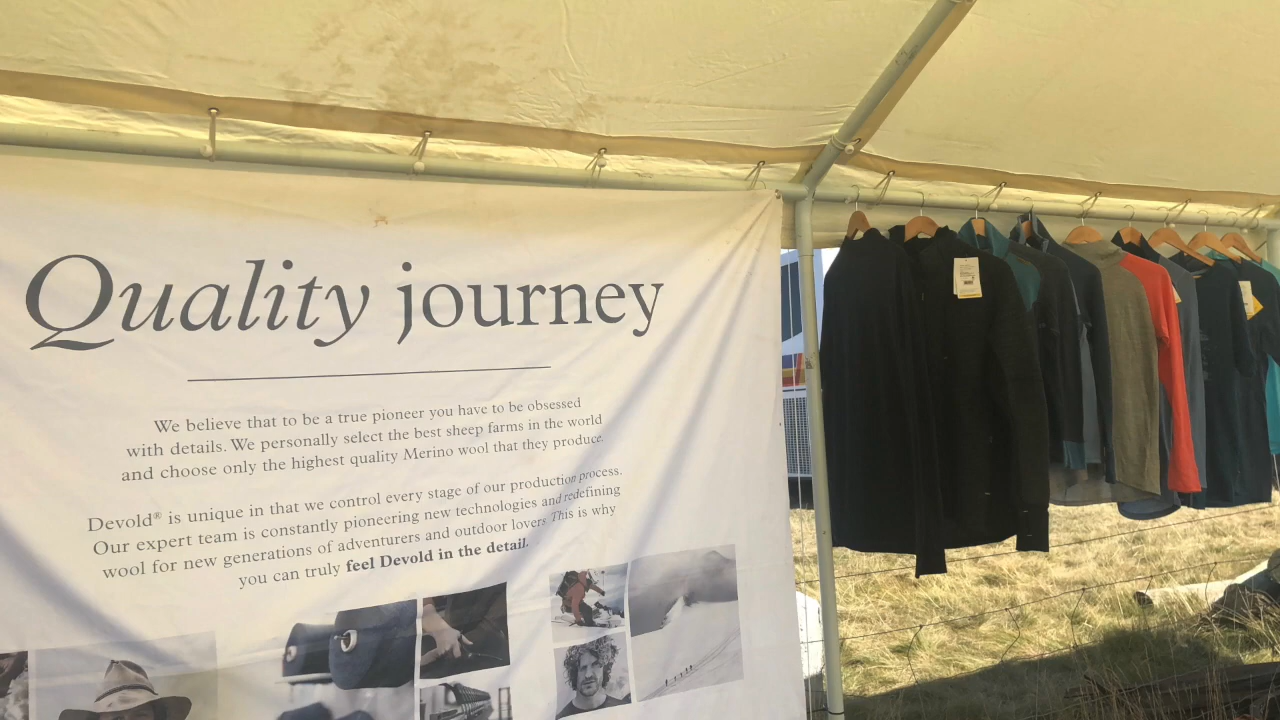 Quality journey
We believe that to be a true pioneer you have to be obsessed
with details. We personally select the best sheep farms in the world
and choose only the highest quality Merino wool that they produce.
Devold® is unique in that we control every stage of our production process.
Our expert team is constantly pioneering new technologies and redefining
wool for new generations of adventurers and outdoor lovers This is why
you can truly feel Devold in the detail.